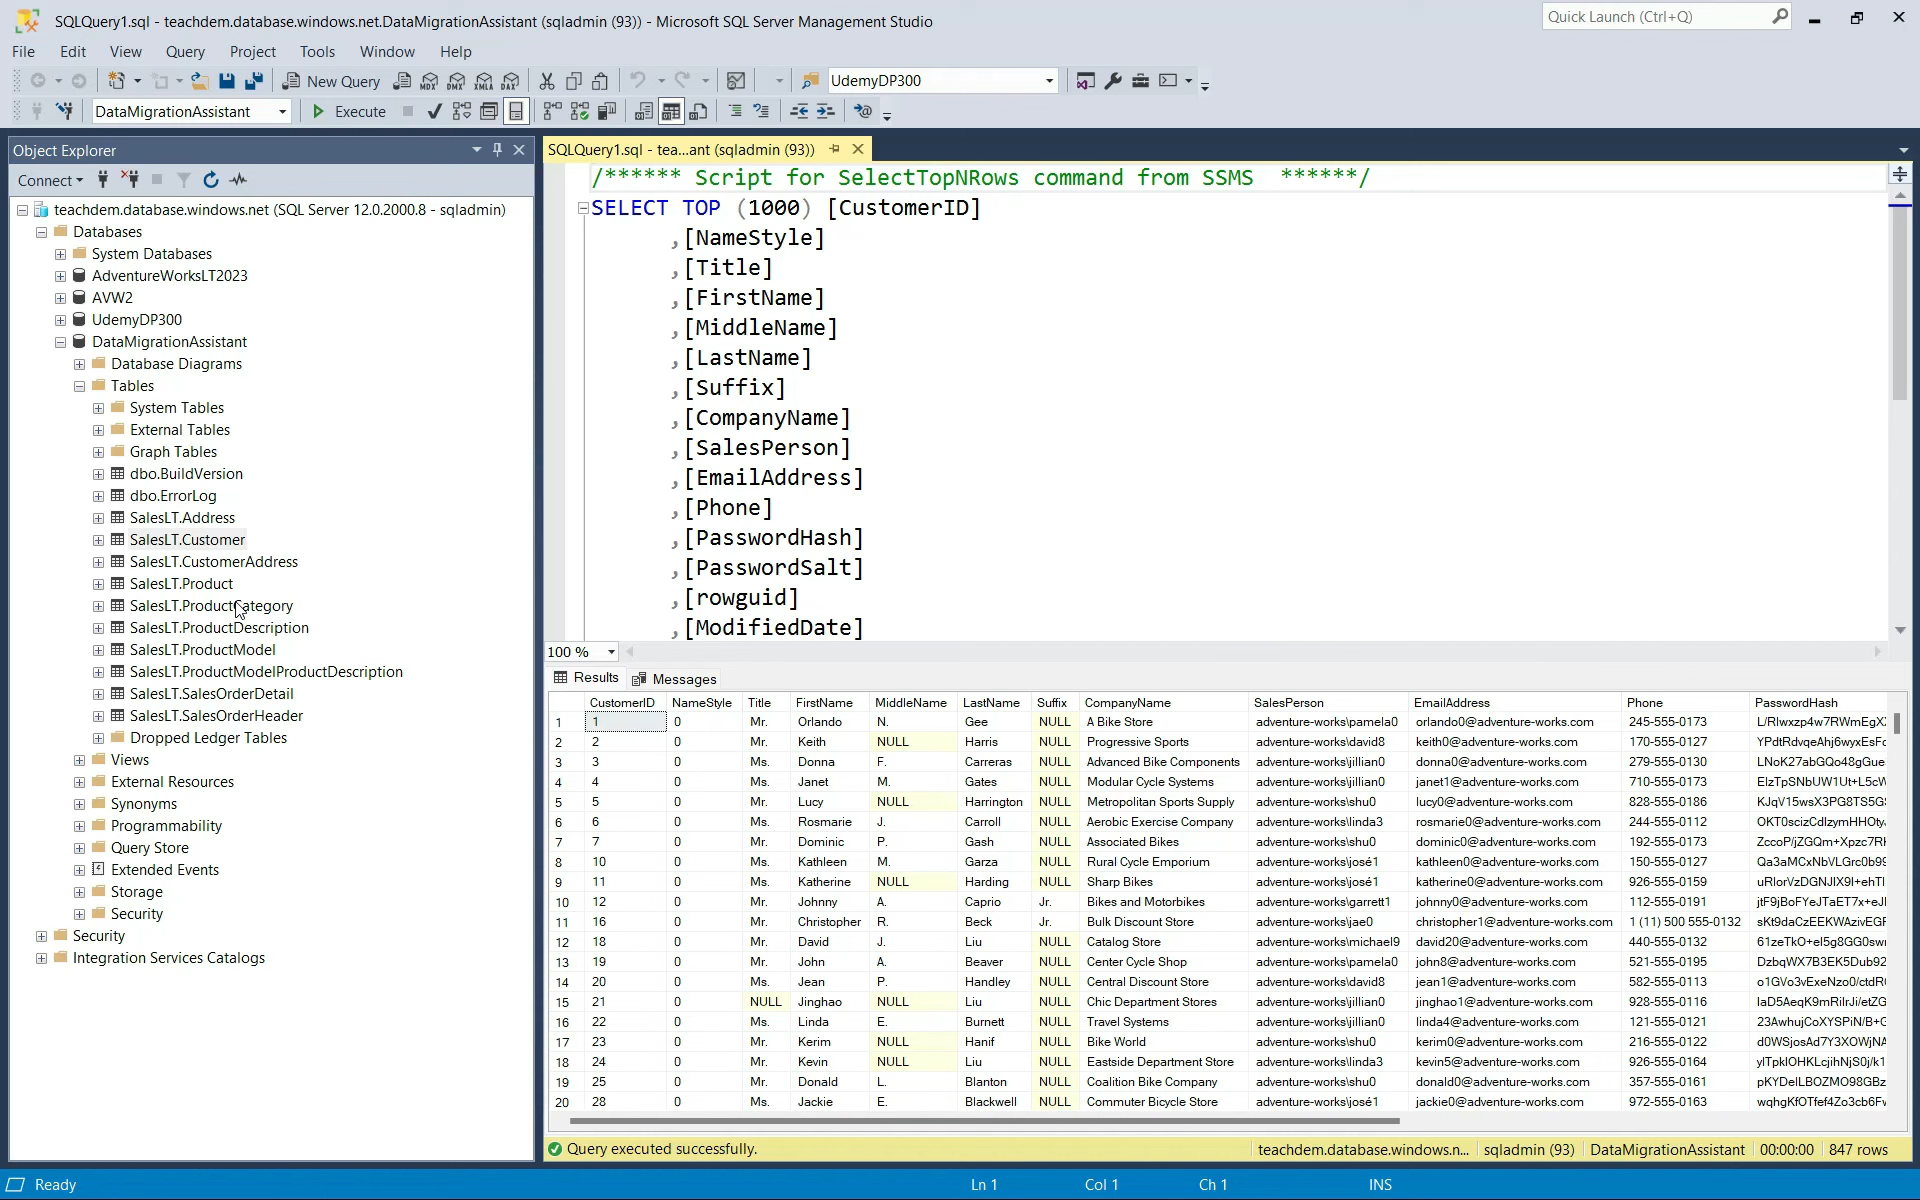 SQLQuery1.sql - teachdem.database.windows.net.DataMigrationAssistant (sqladmin (93)) - Microsoft SQL Server Management Studio
Quick Launch (Ctrl+Q)
File Edit View Query Project Tools Window Help
New Query
UdemyDP300
DataMigrationAssistant
Execute
Object Explorer
Connect
teachdem.database.windows.net (SQL Server 12.0.2000.8 - sqladmin)
Databases
System Databases
AdventureWorksLT2023
AVW2
UdemyDP300
DataMigrationAssistant
Database Diagrams
Tables
System Tables
External Tables
Graph Tables
dbo.BuildVersion
dbo.ErrorLog
SalesLT.Address
SalesLT.Customer
SalesLT.CustomerAddress
SalesLT.Product
SalesLT.ProductCategory
SalesLT.ProductDescription
SalesLT.ProductModel
SalesLT.ProductModelProductDescription
SalesLT.SalesOrderDetail
SalesLT.SalesOrderHeader
Dropped Ledger Tables
Views
External Resources
Synonyms
Programmability
Query Store
Extended Events
Storage
Security
Security
Integration Services Catalogs
SQLQuery1.sql - tea...ant (sqladmin (93))
/****** Script for SelectTopNRows command from SSMS ******/
SELECT TOP (1000) [CustomerID]
,[NameStyle]
,[Title]
,[FirstName]
,[MiddleName]
,[LastName]
,[Suffix]
,[CompanyName]
,[SalesPerson]
,[EmailAddress]
,[Phone]
,[PasswordHash]
,[PasswordSalt]
,[rowguid]
,[ModifiedDate]
100 %
Results Messages
CustomerID NameStyle Title FirstName MiddleName LastName Suffix CompanyName SalesPerson EmailAddress Phone PasswordHash
1 1 0 Mr. Orlando N. Gee NULL A Bike Store adventure-works\pamela0 orlando0@adventure-works.com 245-555-0173
2 2 0 Mr. Keith NULL Harris NULL Progressive Sports adventure-works\david8 keith0@adventure-works.com 170-555-0127
3 3 0 Ms. Donna F. Carreras NULL Advanced Bike Components adventure-works\jillian0 donna0@adventure-works.com 279-555-0130
4 4 0 Ms. Janet M. Gates NULL Modular Cycle Systems adventure-works\jillian0 janet1@adventure-works.com 710-555-0173
5 5 0 Mr. Lucy NULL Harrington NULL Metropolitan Sports Supply adventure-works\shu0 lucy0@adventure-works.com 828-555-0186
6 6 0 Ms. Rosmarie J. Carroll NULL Aerobic Exercise Company adventure-works\linda3 rosmarie0@adventure-works.com 244-555-0112
7 7 0 Mr. Dominic P. Gash NULL Associated Bikes adventure-works\shu0 dominic0@adventure-works.com 192-555-0173
8 10 0 Ms. Kathleen M. Garza NULL Rural Cycle Emporium adventure-works\josé1 kathleen0@adventure-works.com 150-555-0127
9 11 0 Ms. Katherine NULL Harding NULL Sharp Bikes adventure-works\josé1 katherine0@adventure-works.com 926-555-0159
10 12 0 Mr. Johnny A. Caprio Jr. Bikes and Motorbikes adventure-works\garrett1 johnny0@adventure-works.com 112-555-0191
11 16 0 Mr. Christopher R. Beck Jr. Bulk Discount Store adventure-works\jae0 christopher1@adventure-works.com 1 (11) 500 555-0132
12 18 0 Mr. David J. Liu NULL Catalog Store adventure-works\michael9 david20@adventure-works.com 440-555-0132
13 19 0 Mr. John A. Beaver NULL Center Cycle Shop adventure-works\pamela0 john8@adventure-works.com 521-555-0195
14 20 0 Ms. Jean P. Handley NULL Central Discount Store adventure-works\david8 jean1@adventure-works.com 582-555-0113
15 21 0 NULL Jinghao NULL Liu NULL Chic Department Stores adventure-works\jillian0 jinghao1@adventure-works.com 928-555-0116
16 22 0 Ms. Linda E. Burnett NULL Travel Systems adventure-works\jillian0 linda4@adventure-works.com 121-555-0121
17 23 0 Mr. Kerim NULL Hanif NULL Bike World adventure-works\shu0 kerim0@adventure-works.com 216-555-0122
18 24 0 Mr. Kevin NULL Liu NULL Eastside Department Store adventure-works\linda3 kevin5@adventure-works.com 926-555-0164
19 25 0 Mr. Donald L. Blanton NULL Coalition Bike Company adventure-works\shu0 donald0@adventure-works.com 357-555-0161
20 28 0 Ms. Jackie E. Blackwell NULL Commuter Bicycle Store adventure-works\josé1 jackie0@adventure-works.com 972-555-0163
Query executed successfully. teachdem.database.windows.n... sqladmin (93) DataMigrationAssistant 00:00:00 847 rows
Ready Ln 1 Col 1 Ch 1 INS